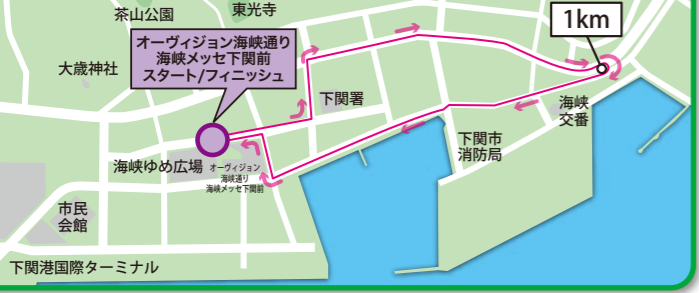 茶山公園
東光寺
1km
オーヴィジョン海峡通り
海峡メッセ下関前
スタート/フィニッシュ
大歳神社
下関署
海峡
交番
下関市
消防局
海峡ゆめ広場
オーヴィジョン
海峡通り
海峡メッセ下関前
市民
会館
下関港国際ターミナル